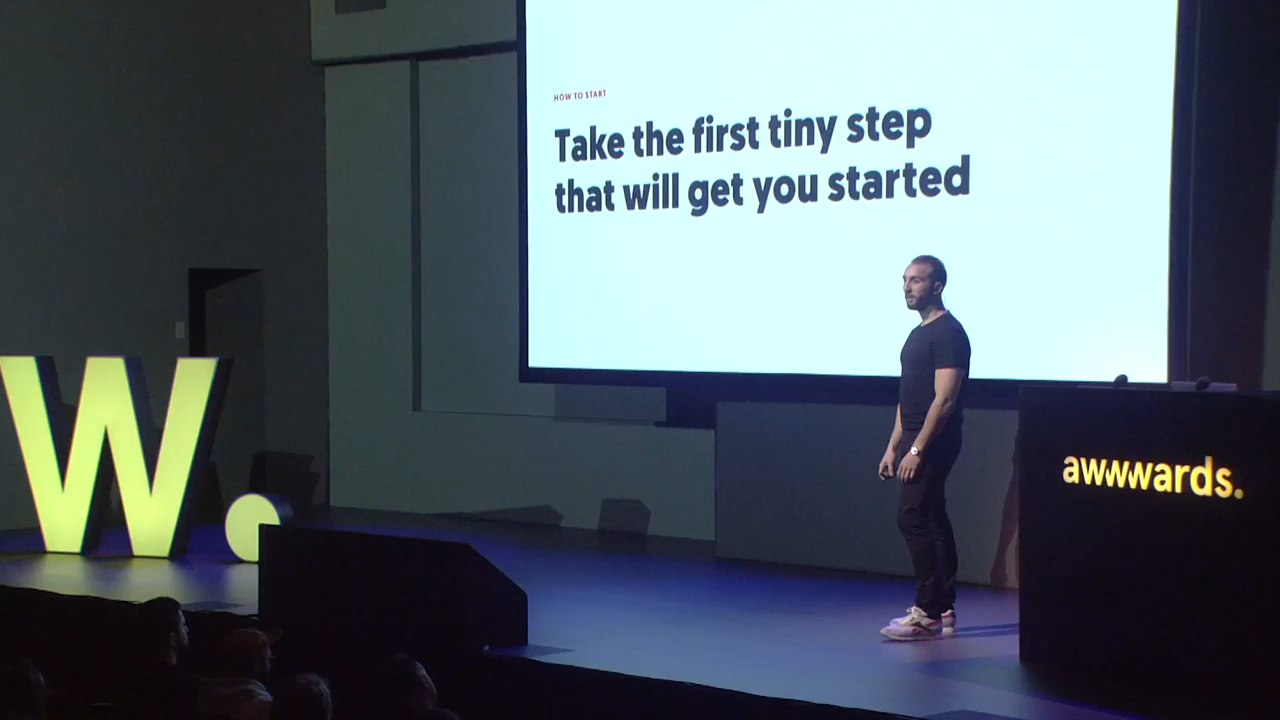 HOW TO START
Take the first tiny step
that will get you started
W.
awwwards.